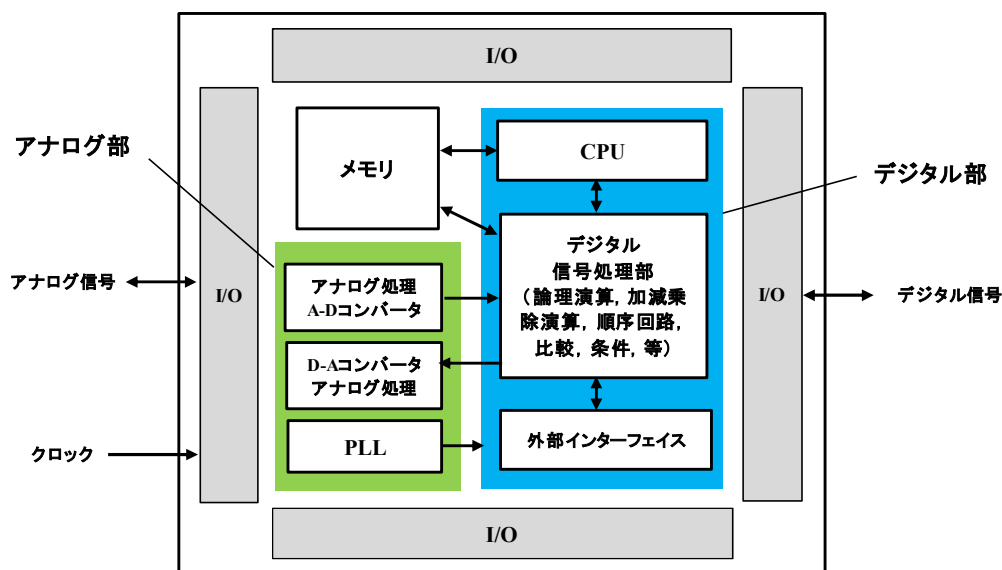 I/O
アナログ部
メモリ
CPU
デジタル部
デジタル
信号処理部
（論理演算, 加減乗
除演算, 順序回路,
比較, 条件, 等）
アナログ信号
I/O
アナログ処理
A-Dコンバータ
I/O
デジタル信号
D-Aコンバータ
アナログ処理
クロック
PLL
外部インターフェイス
I/O